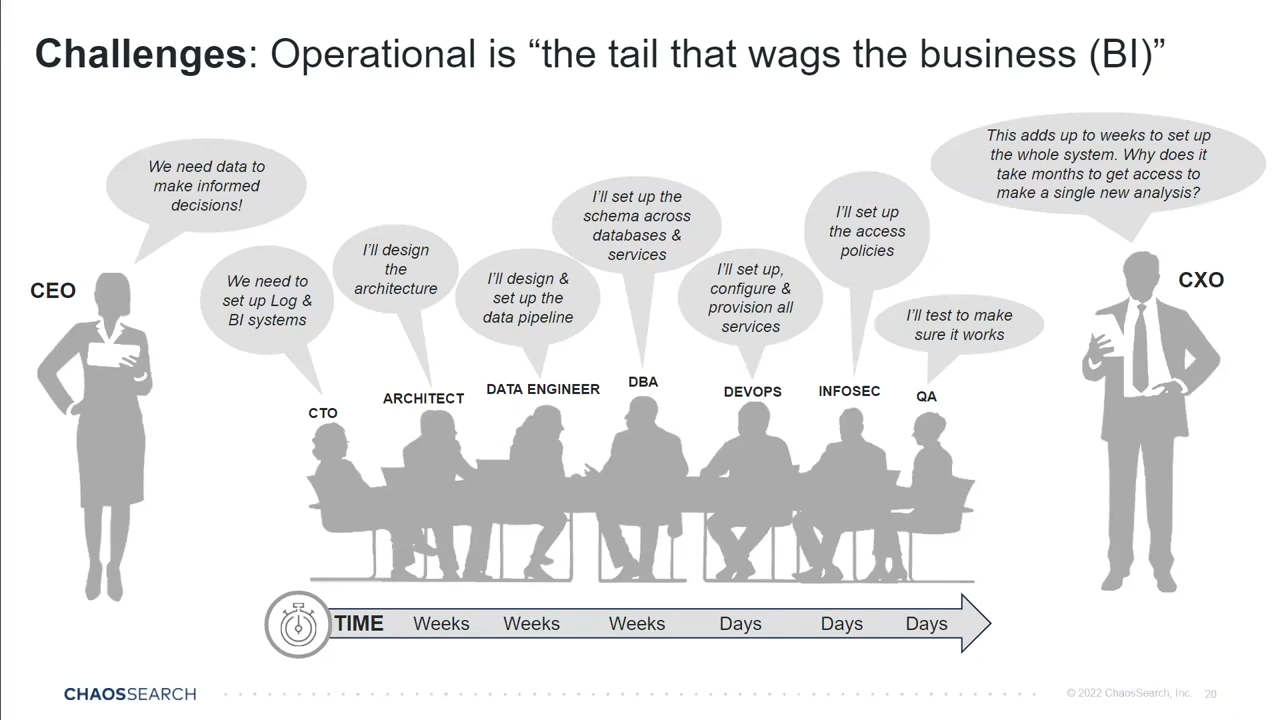 Challenges: Operational is “the tail that wags the business (BI)”
We need data to
make informed
decisions!
CEO
We need to
set up Log &
BI systems
CTO
I’ll design
the
architecture
ARCHITECT
I’ll design &
set up the
data pipeline
DATA ENGINEER
I’ll set up the
schema across
databases &
services
DBA
I’ll set up,
configure &
provision all
services
DEVOPS
I’ll set up
the access
policies
INFOSEC
I’ll test to make
sure it works
QA
This adds up to weeks to set up
the whole system. Why does it
take months to get access to
make a single new analysis?
CXO
TIME Weeks Weeks Weeks Days Days Days
CHAOSSEARCH
© 2022 ChaosSearch, Inc. 20